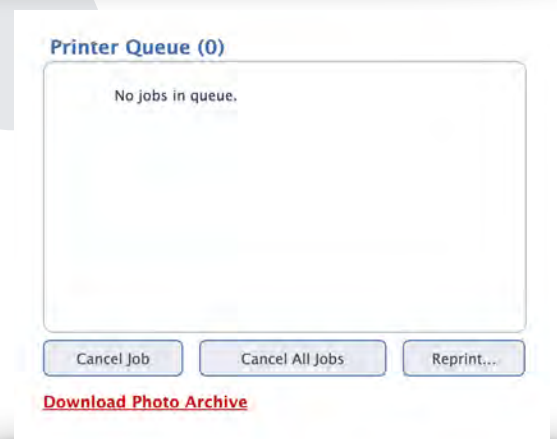 Printer Queue (0)
No jobs in queue.
Cancel Job
Cancel All Jobs
Reprint...
Download Photo Archive